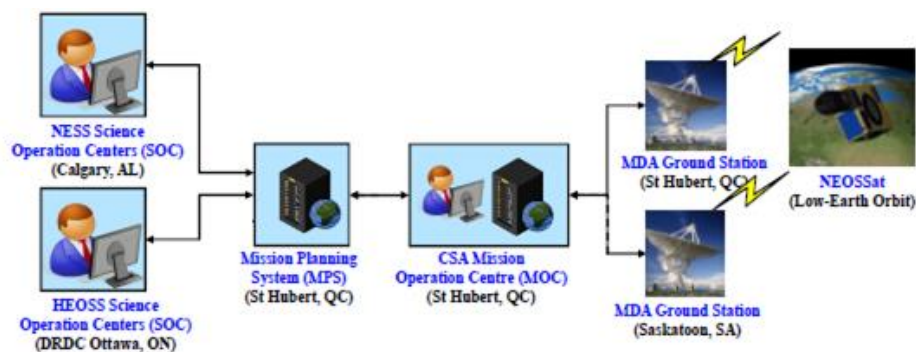 NESS Science
Operation Centers (SOC)
(Calgary, AL)
HEOSS Science
Operation Centers (SOC)
(DRDC Ottawa, ON)
Mission Planning
System (MPS)
(St Hubert, QC)
CSA Mission
Operation Centre (MOC)
(St Hubert, QC)
MDA Ground Station
(St Hubert, QC)
MDA Ground Station
(Saskatoon, SA)
NEOSSat
(Low-Earth Orbit)